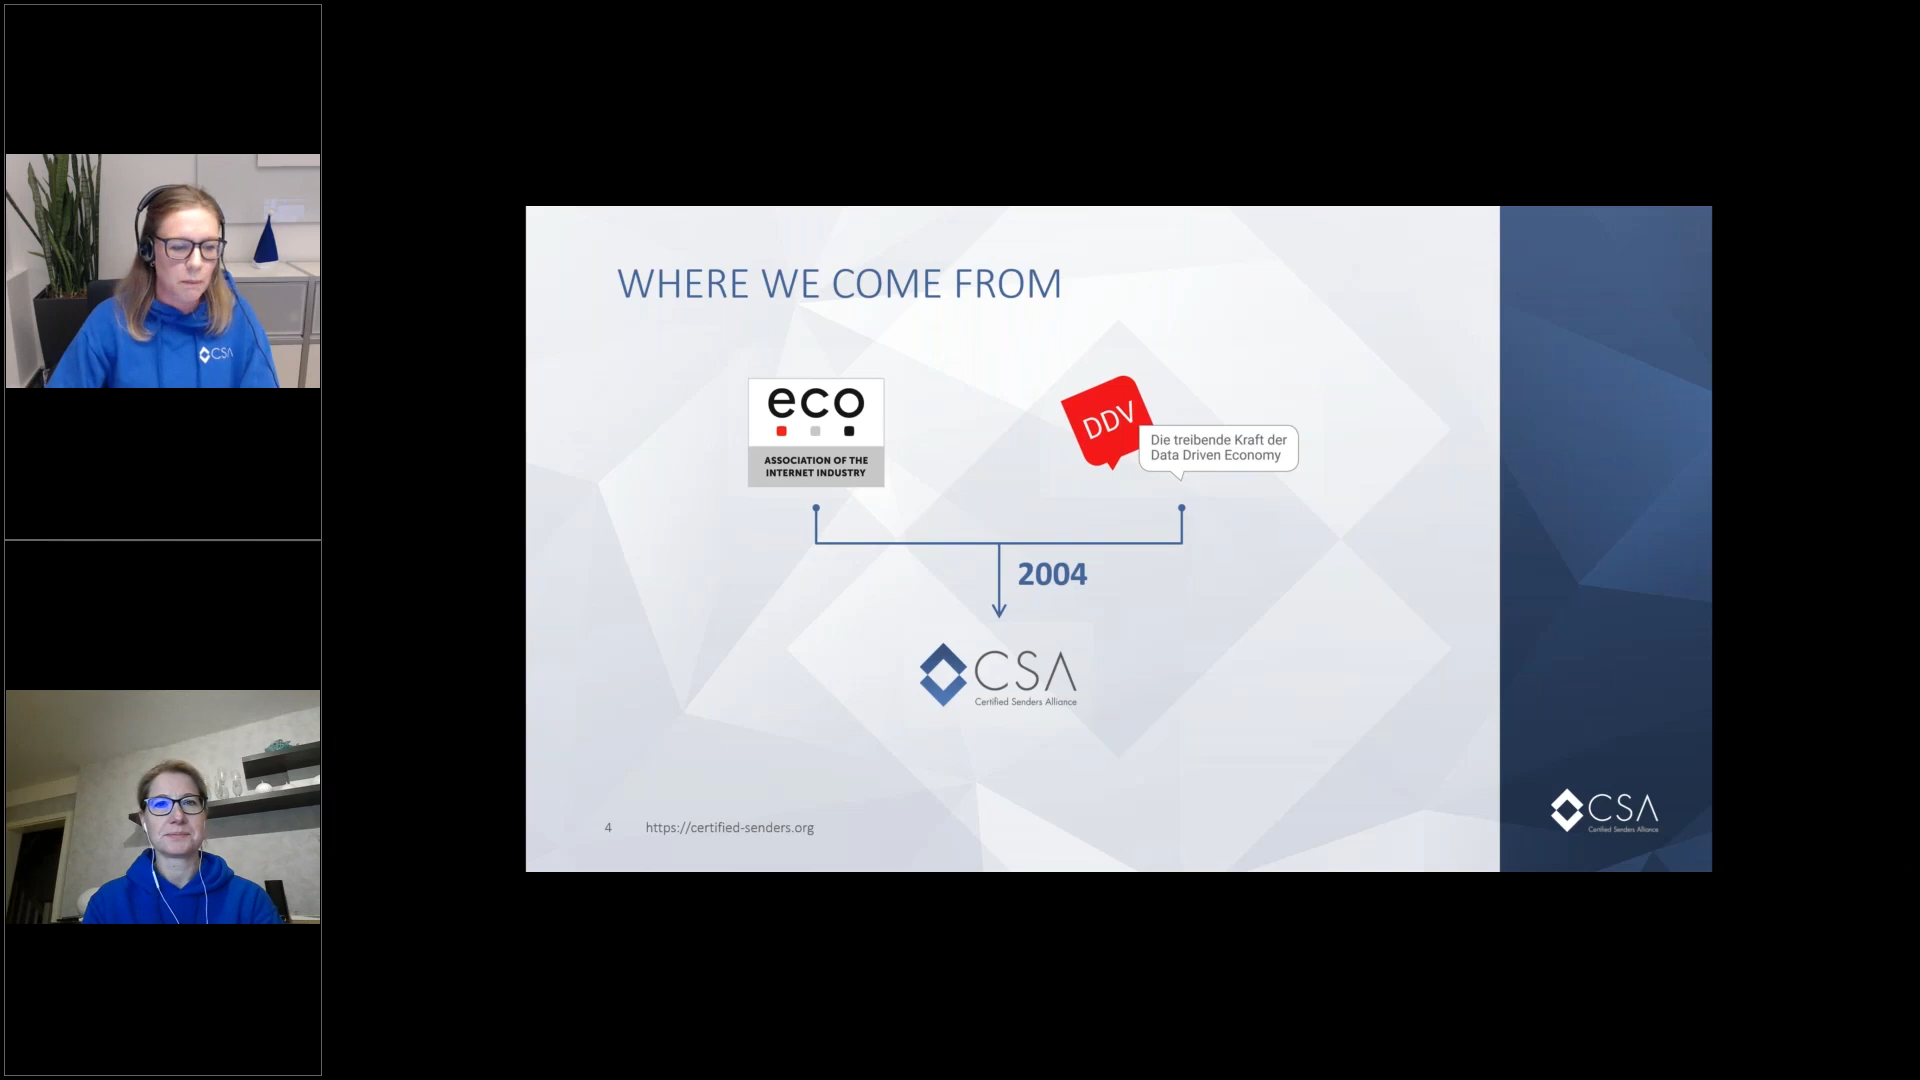 CSA
WHERE WE COME FROM
eco
ASSOCIATION OF THE
INTERNET INDUSTRY
DDV
Die treibende Kraft der
Data Driven Economy
2004
CSA
Certified Senders Alliance
4
https://certified-senders.org
CSA
Certified Senders Alliance